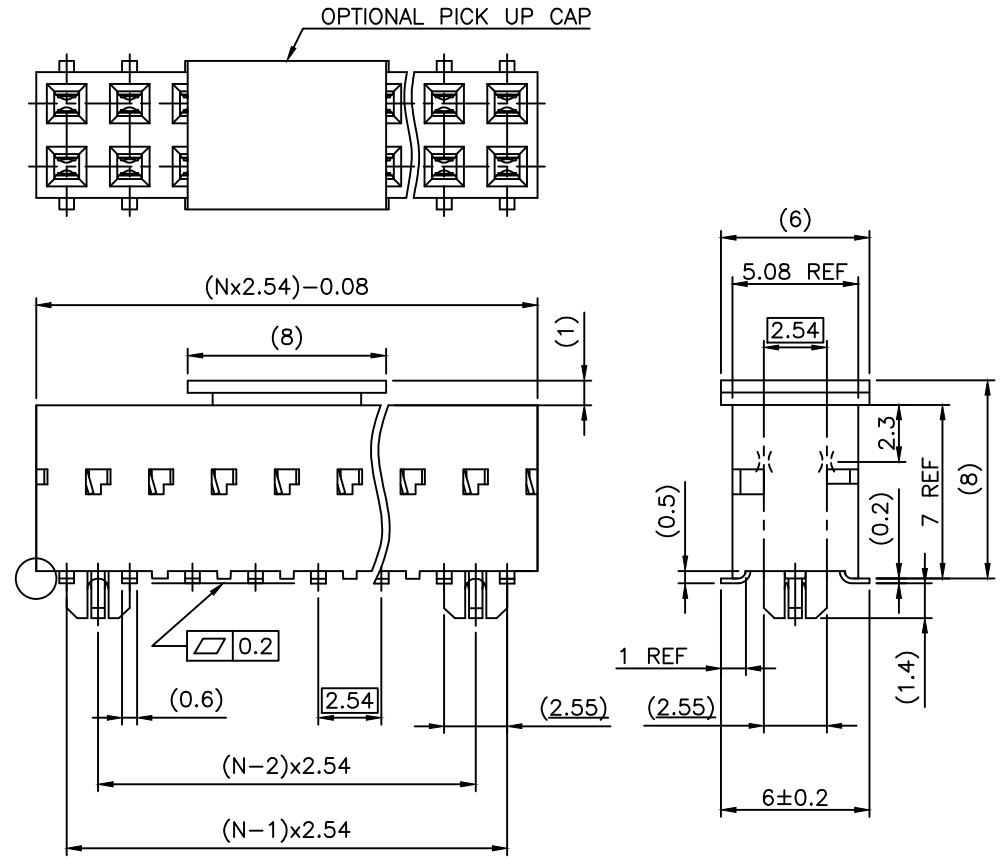 OPTIONAL PICK UP CAP
(6)
(Nx2.54)-0.08
5.08 REF
(8)
(1)
2.54
2.3
(0.5)
(0.2)
7 REF
(8)
0.2
1 REF
(1.4)
(0.6)
2.54
(2.55)
(2.55)
(N-2)x2.54
6±0.2
(N-1)x2.54